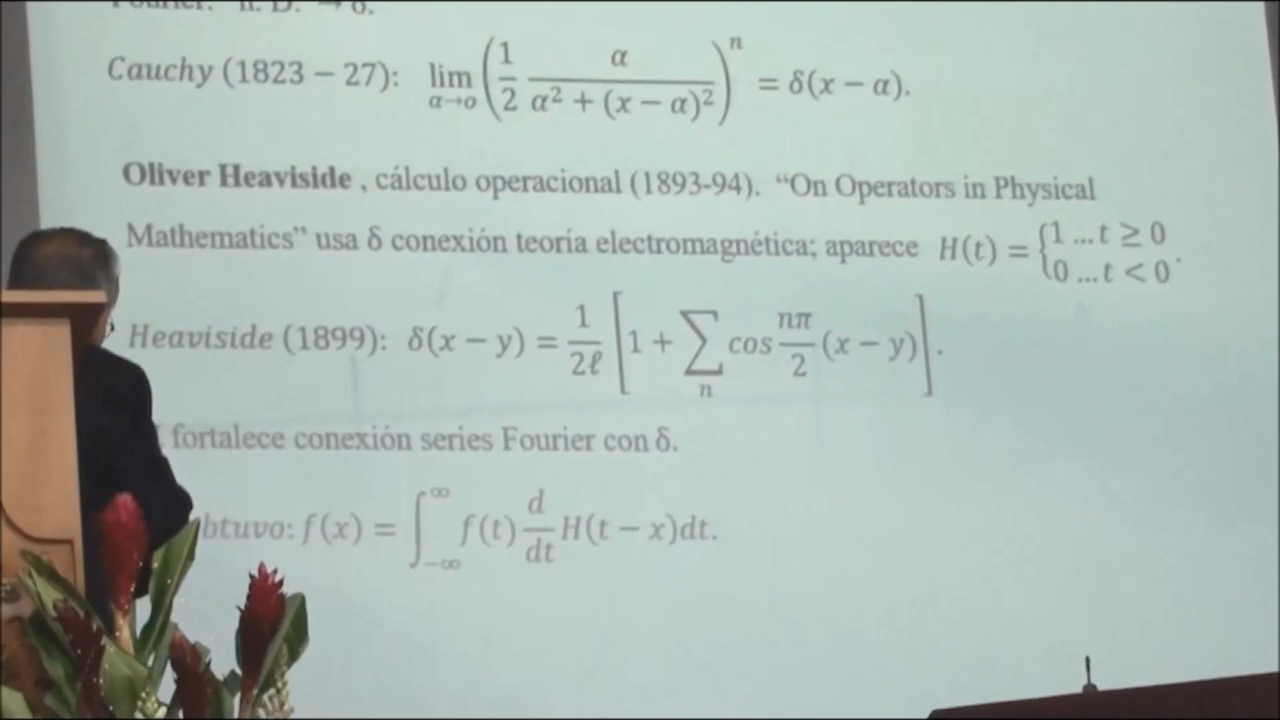 Cauchy (1823 − 27): lim α→o (1/2 α/(α² + (x − α)²))ⁿ = δ(x − α).
Oliver Heaviside , cálculo operacional (1893-94). “On Operators in Physical
Mathematics” usa δ conexión teoría electromagnética; aparece H(t) = {1 ...t ≥ 0 0 ...t < 0 .
Heaviside (1899): δ(x − y) = 1/2ℓ [1 + ∑n cos nπ/2 (x − y)].
fortalece conexión series Fourier con δ.
btuvo: f(x) = ∫−∞^∞ f(t) d/dt H(t − x)dt.